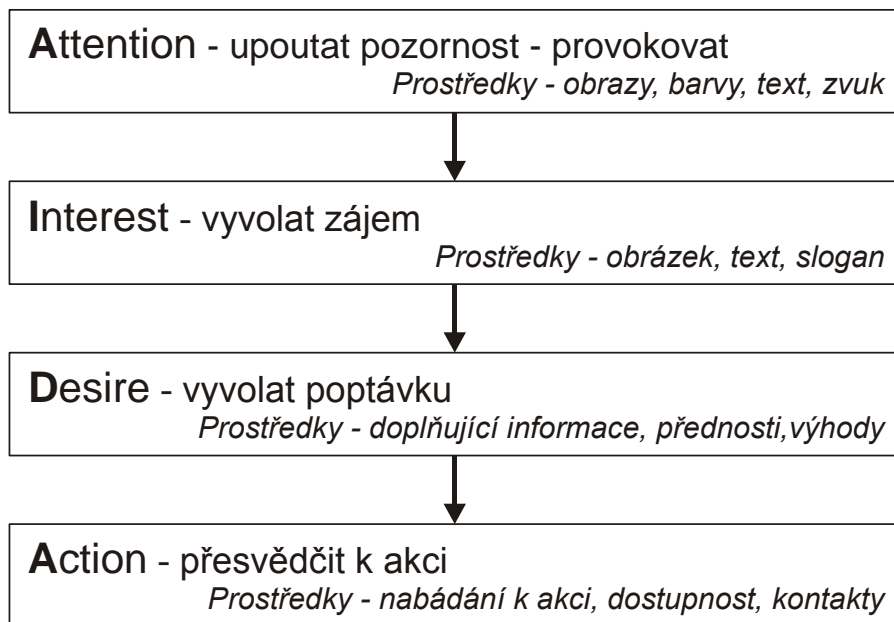 Attention - upoutat pozornost - provokovat
Prostředky - obrazy, barvy, text, zvuk
Interest - vyvolat zájem
Prostředky - obrázek, text, slogan
Desire - vyvolat poptávku
Prostředky - doplňující informace, přednosti,výhody
Action - přesvědčit k akci
Prostředky - nabádání k akci, dostupnost, kontakty